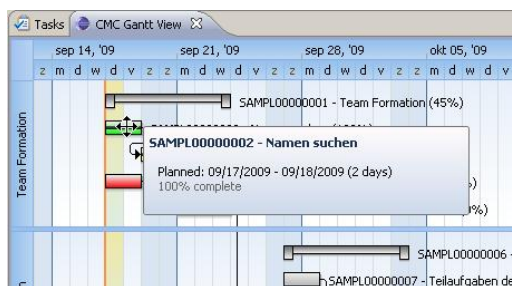 Tasks CMC Gantt View
sep 14, '09 sep 21, '09 sep 28, '09 okt 05, '09
z m d w d v z z m d w d v z z m d w d v z z m d w d v
SAMPL00000001 - Team Formation (45%)
Team Formation
SAMPL00000002 - Namen suchen
Planned: 09/17/2009 - 09/18/2009 (2 days)
100% complete
%)
SAMPL00000006 -
SAMPL00000007 - Teilaufgaben de